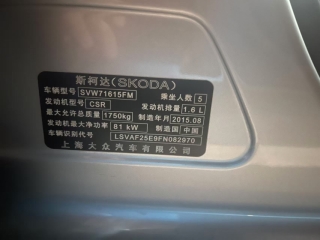 斯柯达(SKODA)
车辆型号 SVW71615FM 乘坐人数 5
发动机型号 CSR 发动机排量 1.6 L
最大允许总质量 1750kg 制造年月 2015.08
发动机最大净功率 81 kW 制造国 中国
车辆识别代号 LSVAF25E9FN082970
上海大众汽车有限公司